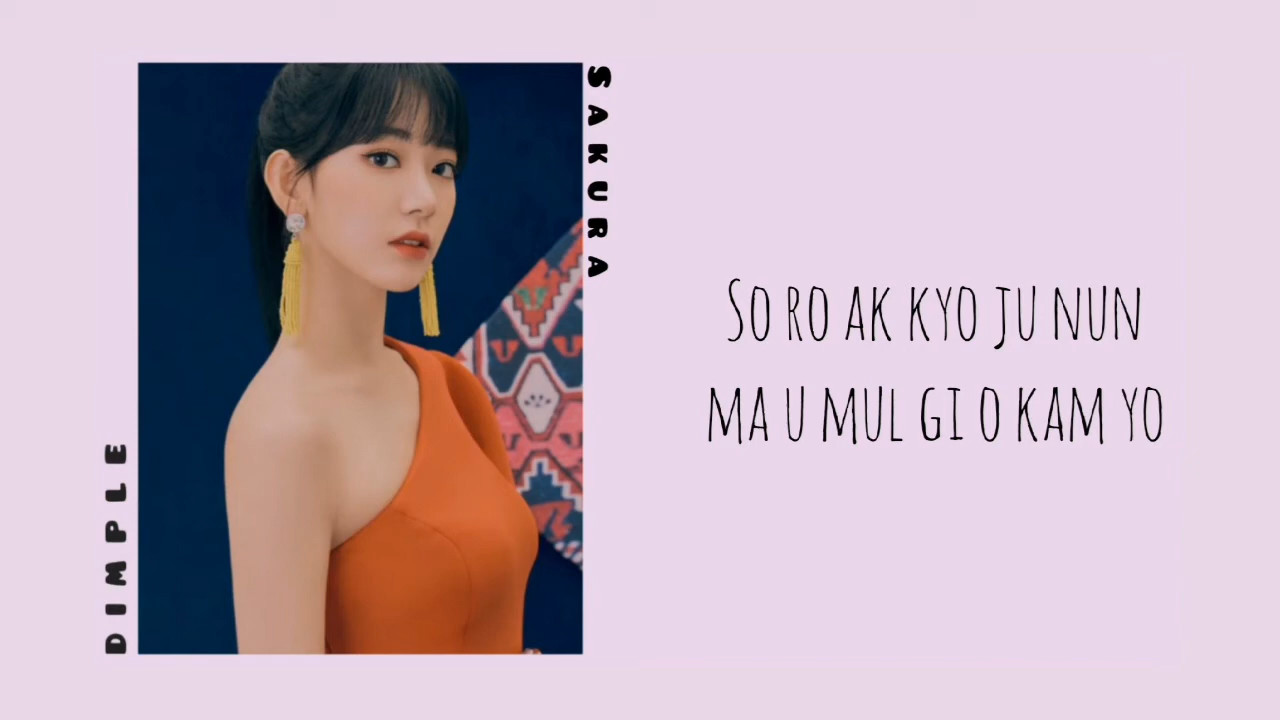 SAKURA
DIMPLE
SO RO AK KYO JU NUN
MA U MUL GI O KAM YO